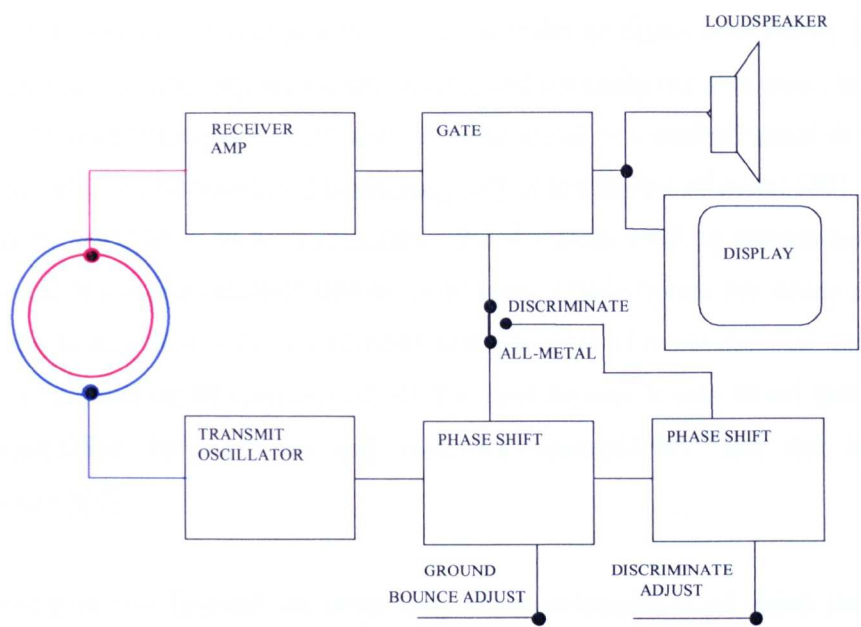 LOUDSPEAKER
RECEIVER
AMP
GATE
DISPLAY
DISCRIMINATE
ALL-METAL
TRANSMIT
OSCILLATOR
PHASE SHIFT
PHASE SHIFT
GROUND
BOUNCE ADJUST
DISCRIMINATE
ADJUST